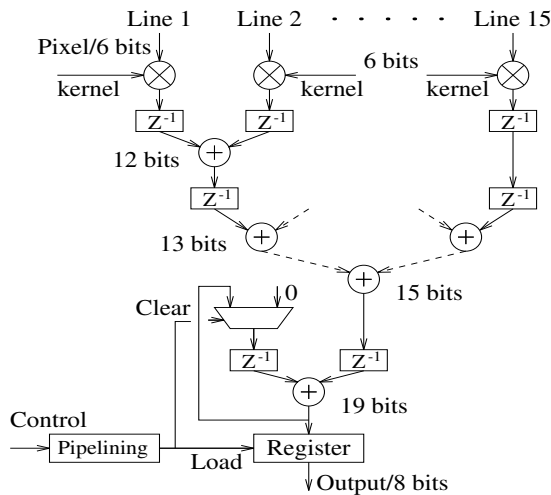 Line 1 Line 2 . . . . . Line 15
Pixel/6 bits
6 bits
kernel kernel kernel
Z⁻¹ Z⁻¹ Z⁻¹
12 bits +
Z⁻¹ Z⁻¹
13 bits + +
+ 15 bits
Clear 0
Z⁻¹ Z⁻¹
+ 19 bits
Control
Pipelining Load Register
Output/8 bits